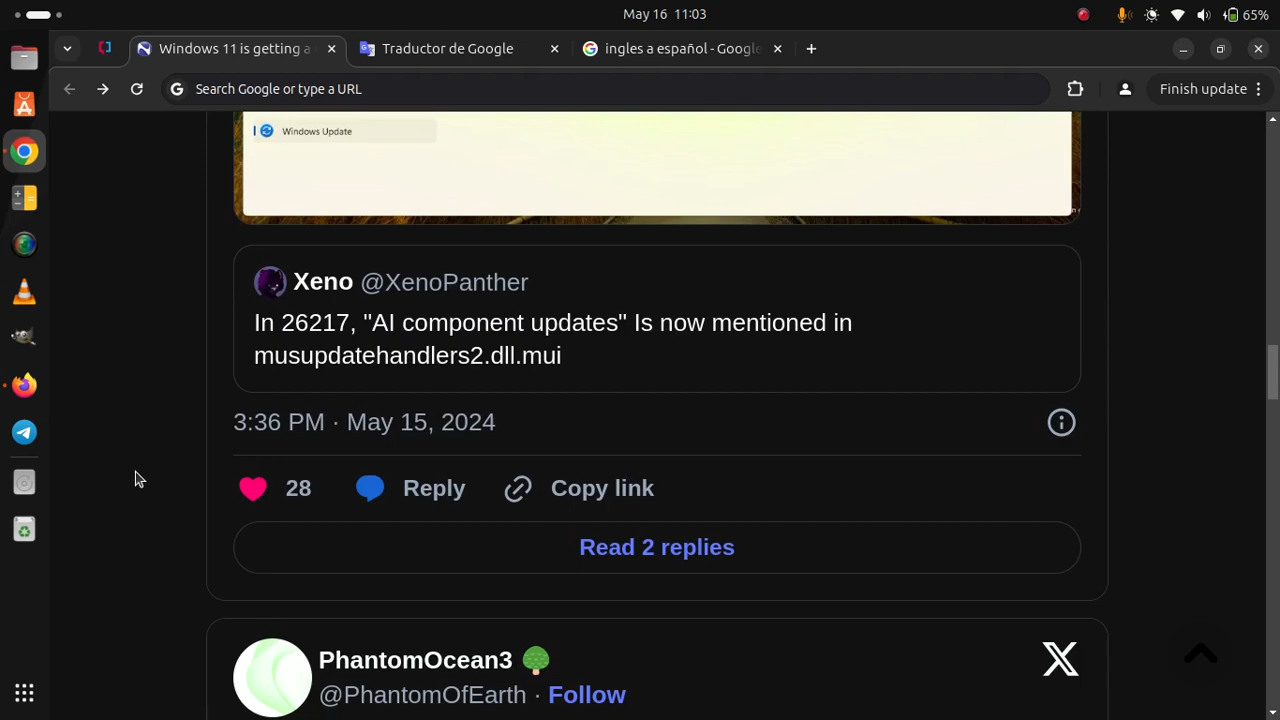 May 16 11:03
65%
Windows 11 is getting a
Traductor de Google
ingles a español - Google
Search Google or type a URL
Finish update
Windows Update
Xeno @XenoPanther
In 26217, "AI component updates" Is now mentioned in
musupdatehandlers2.dll.mui
3:36 PM · May 15, 2024
28 Reply Copy link
Read 2 replies
PhantomOcean3
@PhantomOfEarth · Follow